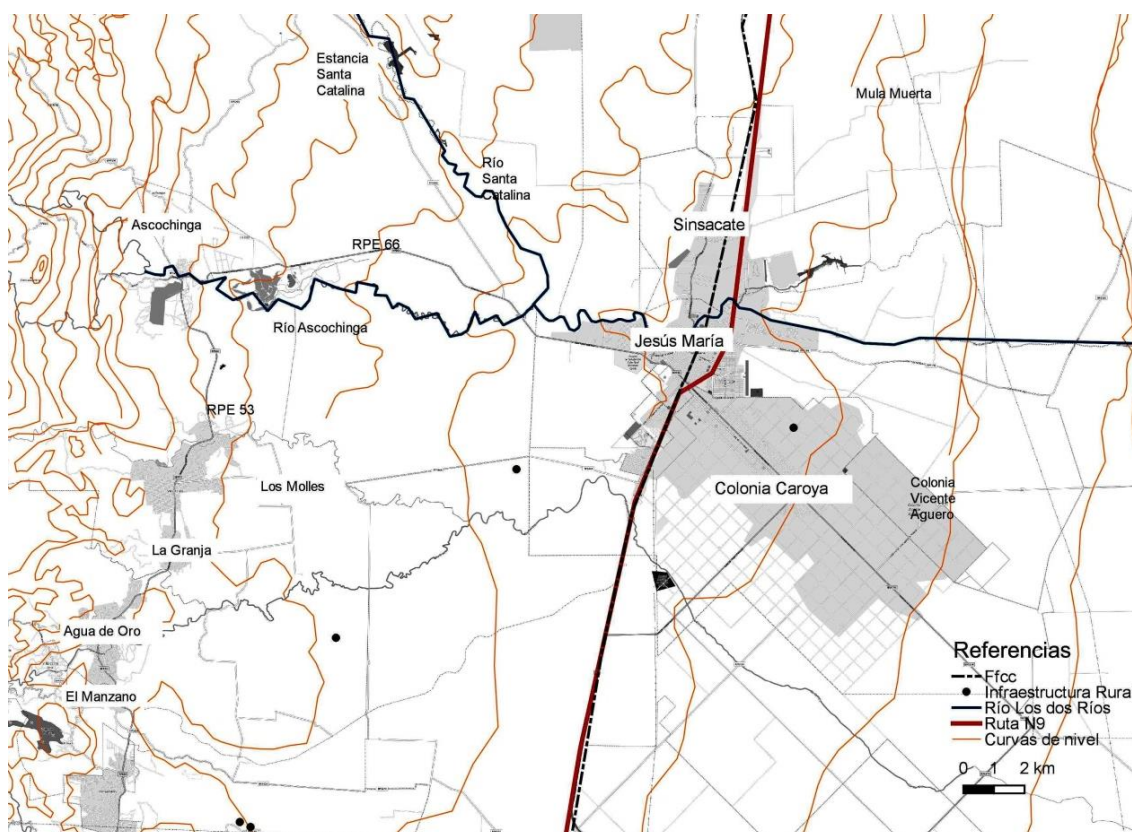 Estancia
Santa
Catalina
Mula Muerta
Río
Santa
Catalina
Ascochinga
Sinsacate
RPE 66
Río Ascochinga
Jesús María
RPE 53
Los Molles
Colonia Caroya
Colonia
Vicente
Aguero
La Granja
Agua de Oro
El Manzano
Referencias
Ffcc
Infraestructura Rura
Río Los dos Ríos
Ruta N9
Curvas de nivel
0 1 2 km